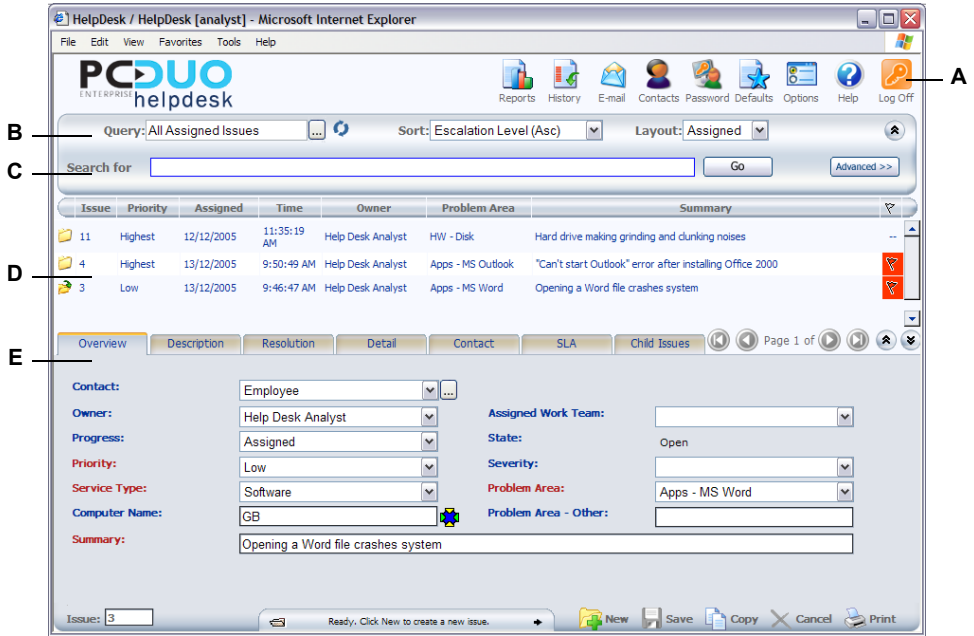 HelpDesk / HelpDesk [analyst] - Microsoft Internet Explorer
File Edit View Favorites Tools Help
PCDUO
ENTERPRISE helpdesk
Reports History E-mail Contacts Password Defaults Options Help Log Off
A
B
Query: All Assigned Issues ... Sort: Escalation Level (Asc) Layout: Assigned
C
Search for Go Advanced >>
Issue Priority Assigned Time Owner Problem Area Summary
11 Highest 12/12/2005 11:35:19 AM Help Desk Analyst HW - Disk Hard drive making grinding and clunking noises --
D
4 Highest 13/12/2005 9:50:49 AM Help Desk Analyst Apps - MS Outlook "Can't start Outlook" error after installing Office 2000
3 Low 13/12/2005 9:46:47 AM Help Desk Analyst Apps - MS Word Opening a Word file crashes system
E
Overview Description Resolution Detail Contact SLA Child Issues Page 1 of
Contact: Employee ...
Owner: Help Desk Analyst Assigned Work Team:
Progress: Assigned State: Open
Priority: Low Severity:
Service Type: Software Problem Area: Apps - MS Word
Computer Name: GB Problem Area - Other:
Summary: Opening a Word file crashes system
Issue: 3 Ready. Click New to create a new issue. New Save Copy Cancel Print